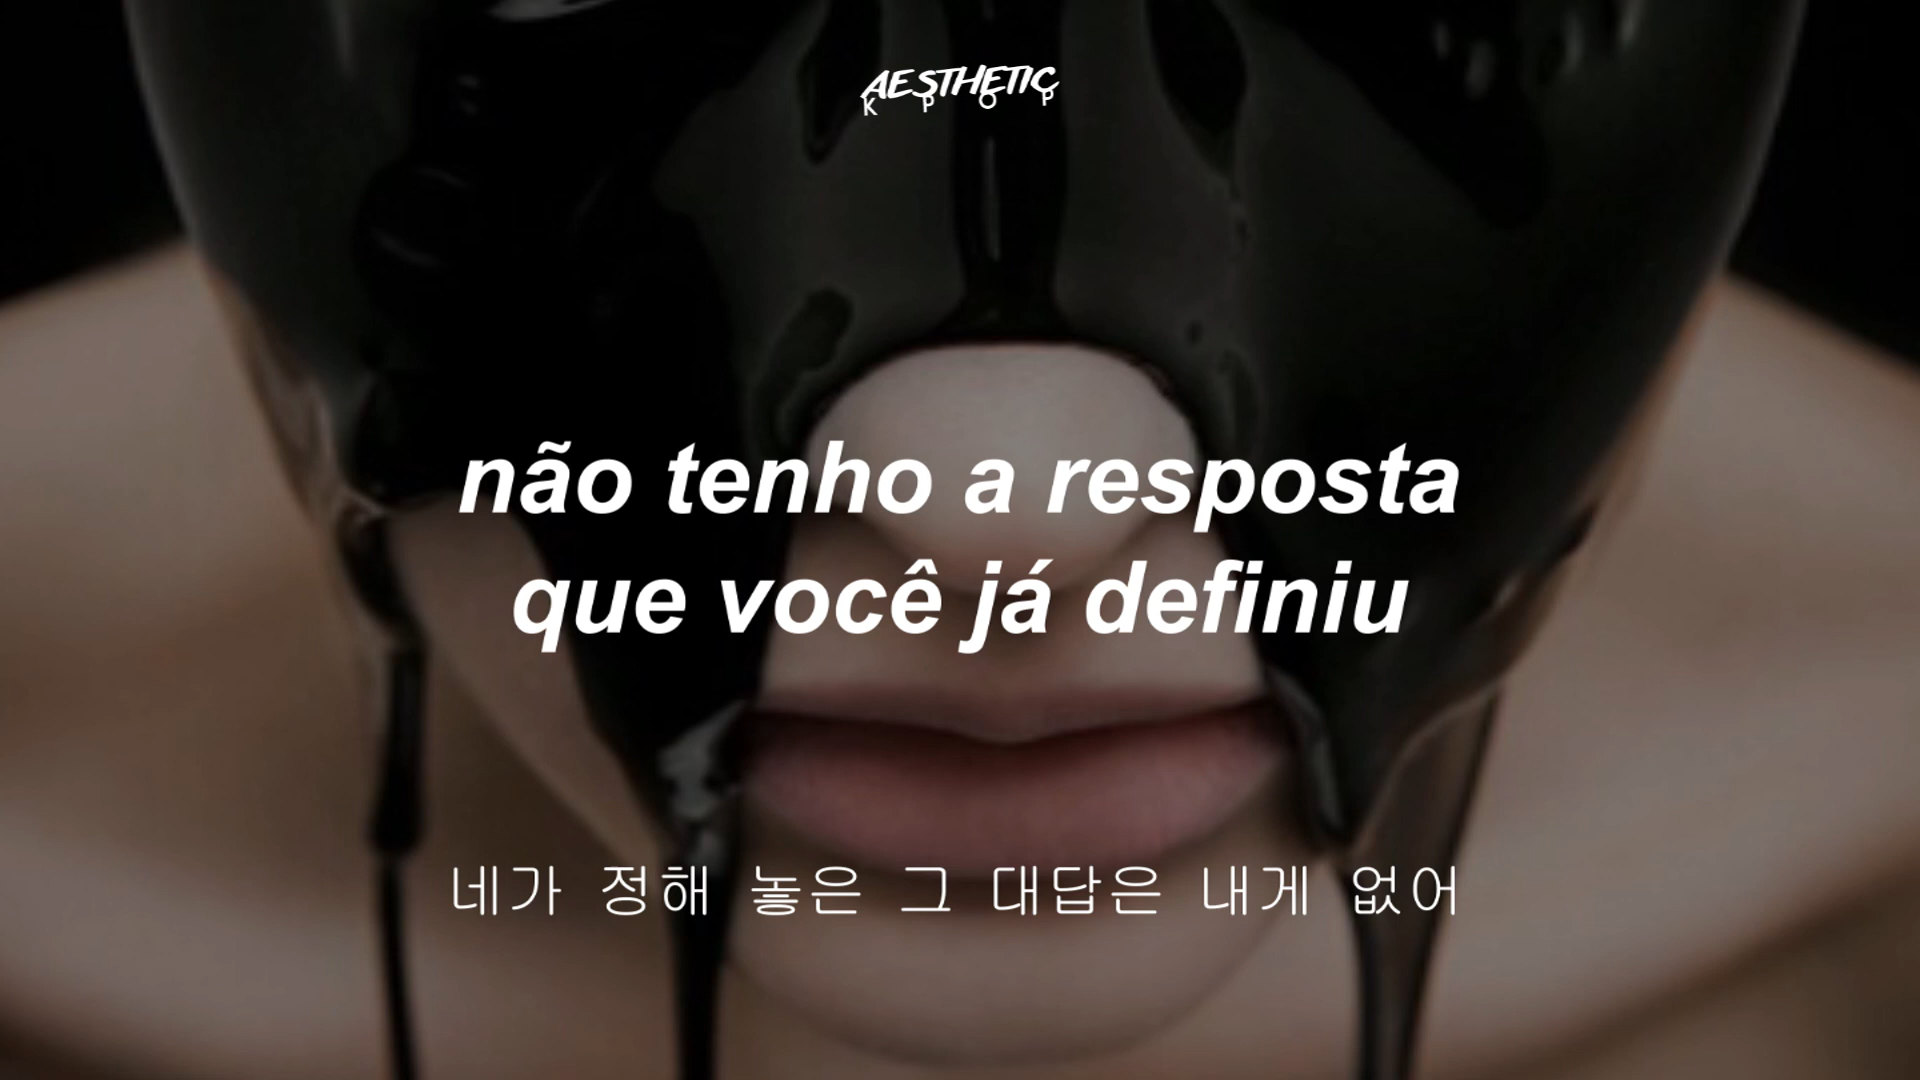 AESTHETIC
KPOP
não tenho a resposta
que você já definiu
네가 정해 놓은 그 대답은 내게 없어